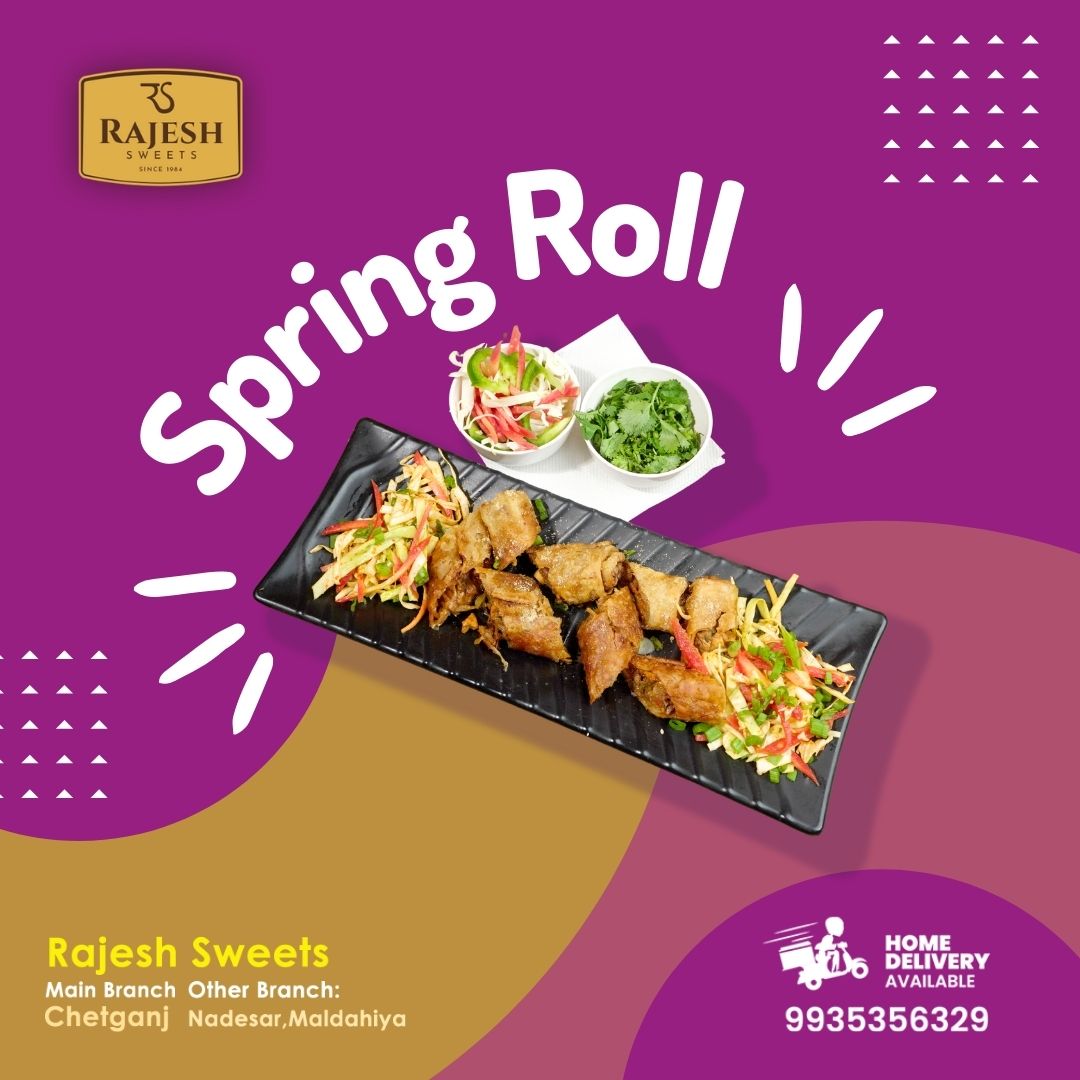 RS
RAJESH
SWEETS
SINCE 1984
Spring Roll
Rajesh Sweets
Main Branch Other Branch:
Chetganj Nadesar,Maldahiya
HOME
DELIVERY
AVAILABLE
9935356329